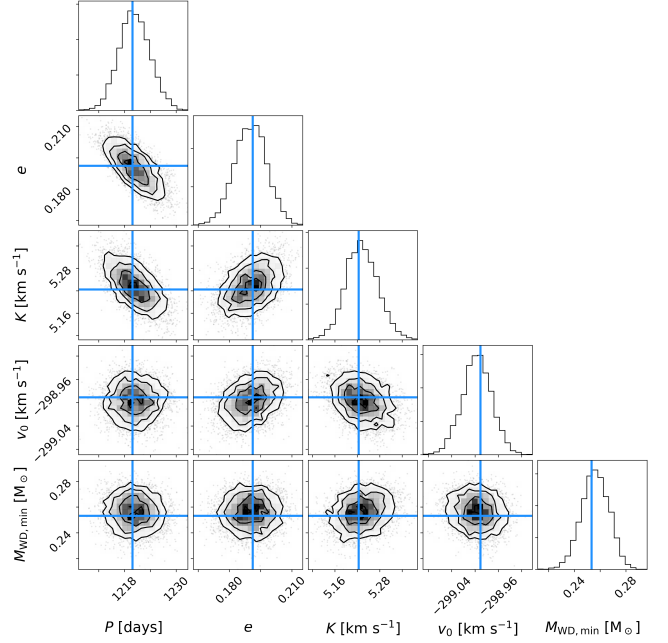 0.210
0.180
e
5.28
5.16
K [km s⁻¹]
−298.96
−299.04
v₀ [km s⁻¹]
0.28
0.24
M_WD,min [M⊙]
1218 1230 0.180 0.210 5.16 5.28 −299.04 −298.96 0.24 0.28
P [days] e K [km s⁻¹] v₀ [km s⁻¹] M_WD,min [M⊙]